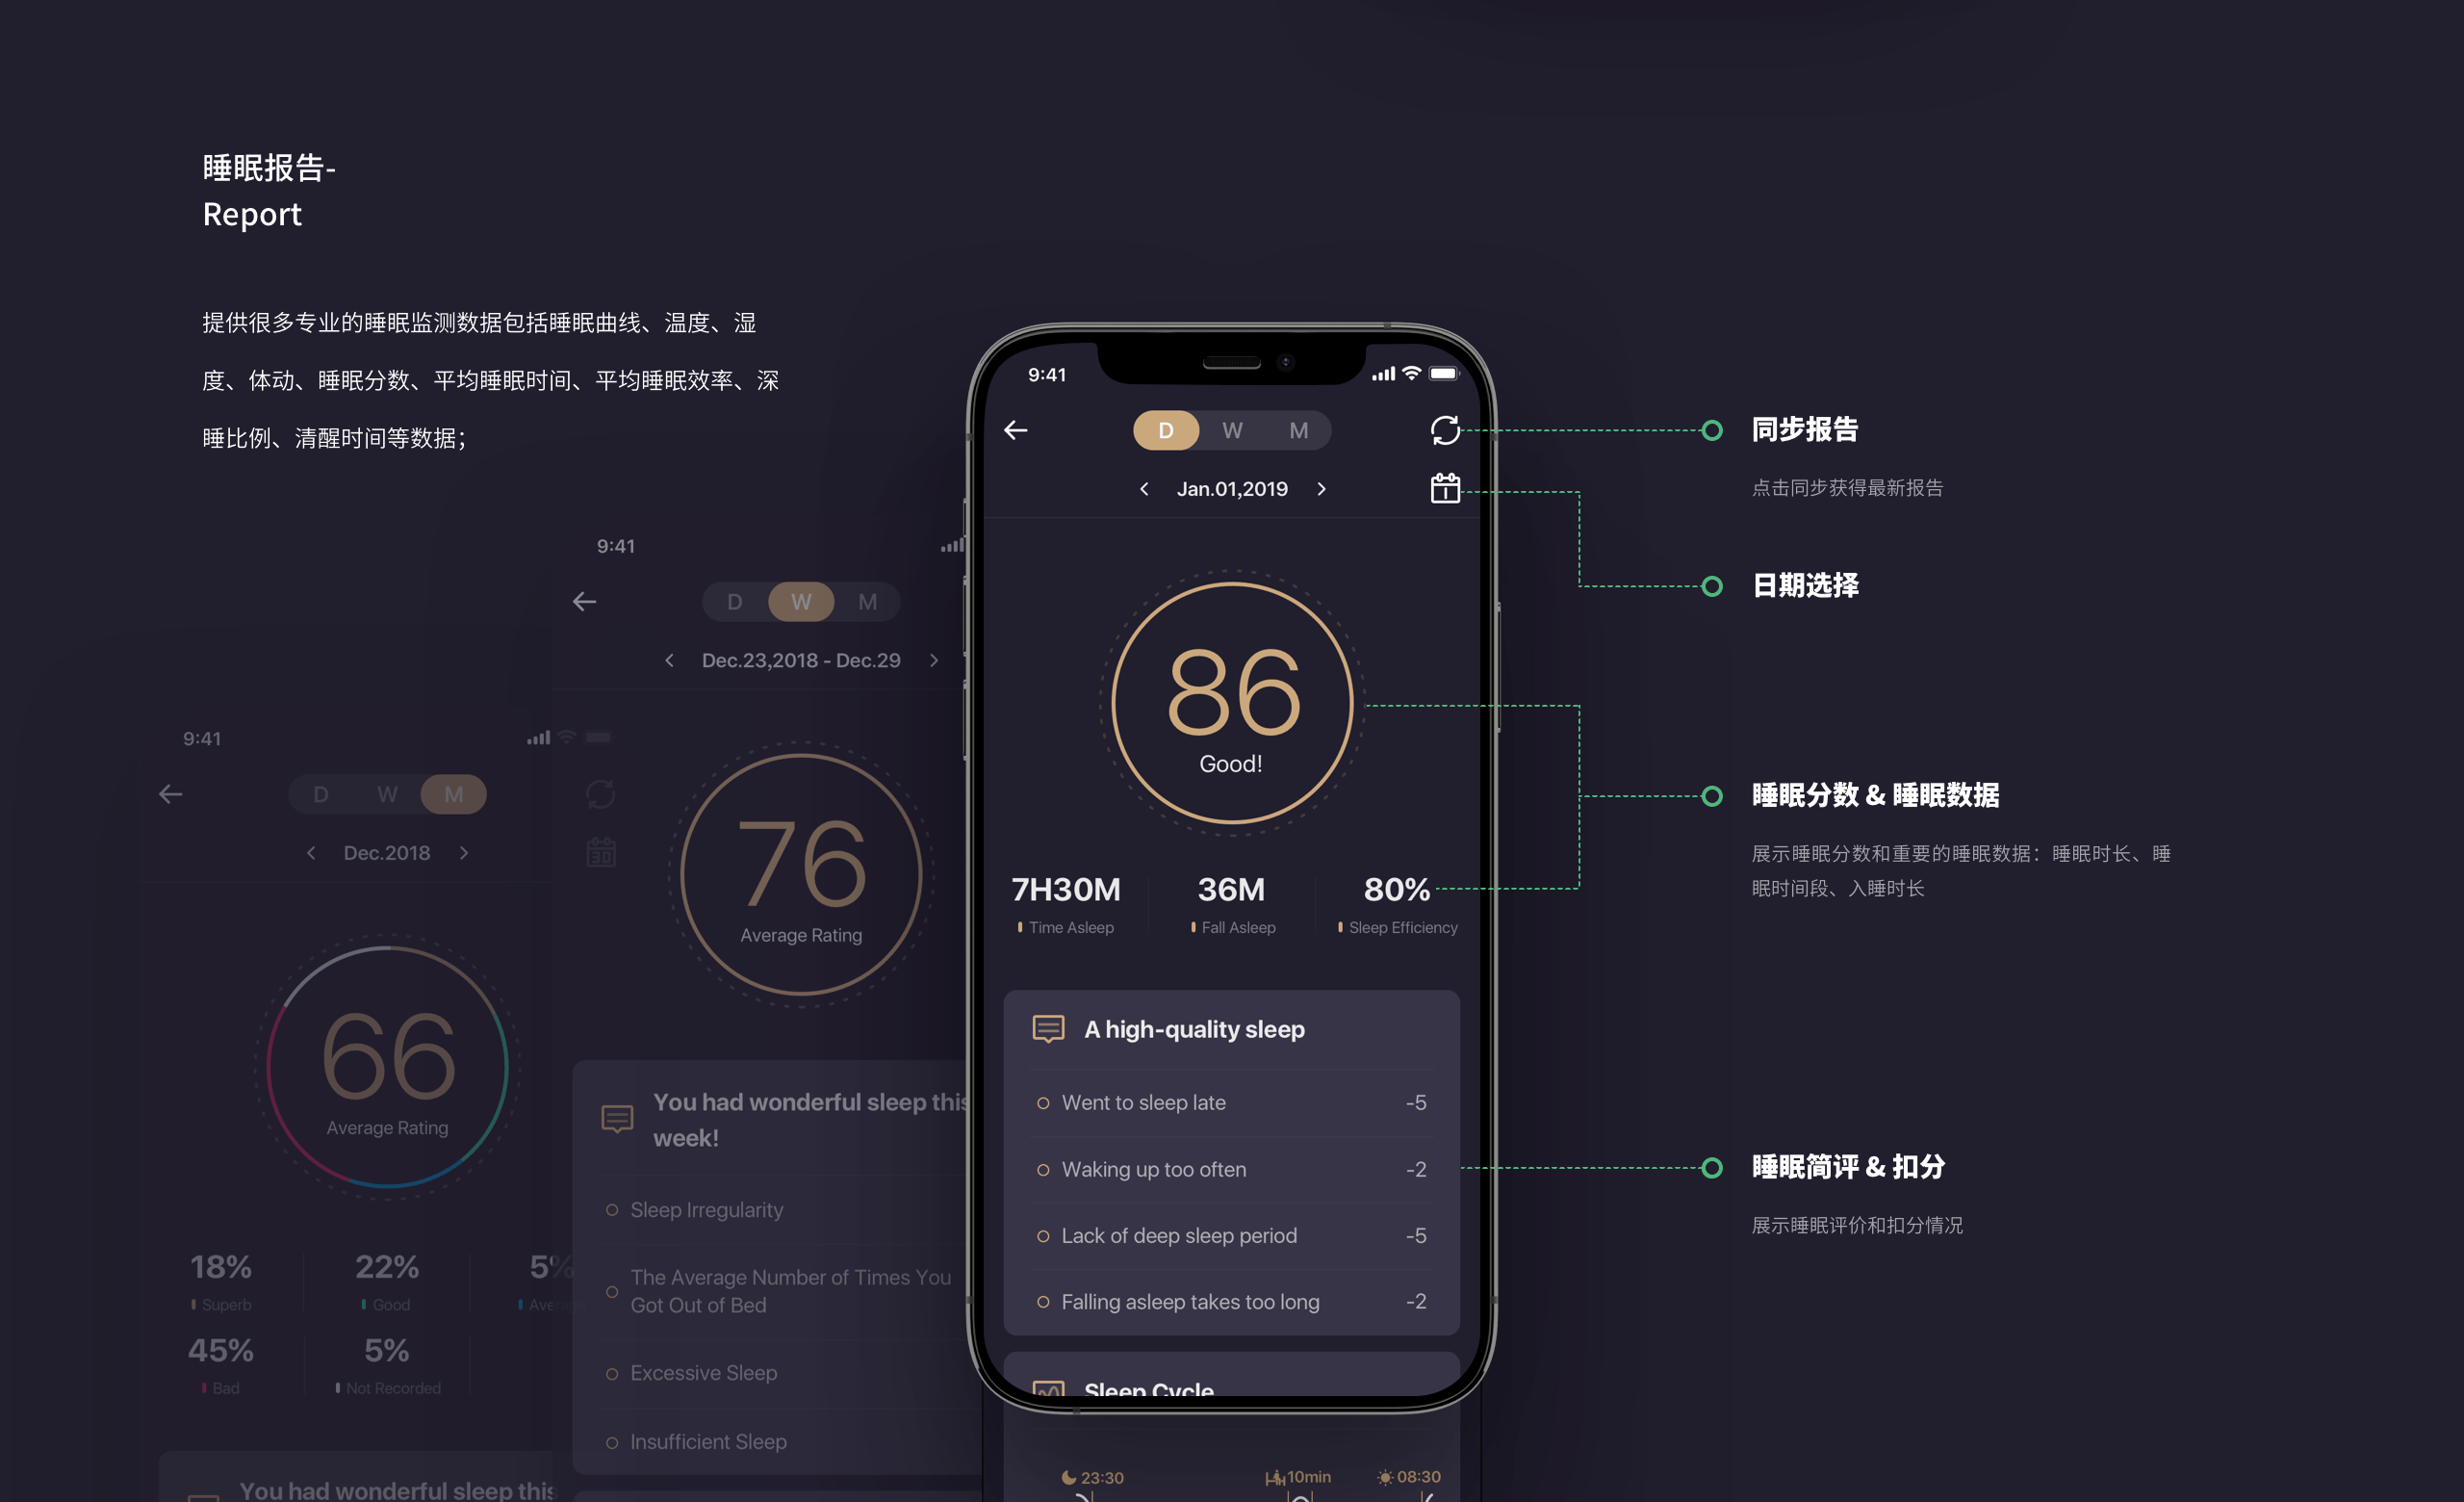 睡眠报告-
Report
提供很多专业的睡眠监测数据包括睡眠曲线、温度、湿
度、体动、睡眠分数、平均睡眠时间、平均睡眠效率、深
睡比例、清醒时间等数据；
9:41
D W M
Dec.2018
66
Average Rating
18% 22% 5%
Superb Good
45% 5%
Bad Not Recorded
You had wonderful sleep this
9:41
D W M
Dec.23,2018 - Dec.29
30
76
Average Rating
You had wonderful sleep this
week!
Sleep Irregularity
The Average Number of Times You
Got Out of Bed
Excessive Sleep
Insufficient Sleep
9:41
D W M
Jan.01,2019
1
86
Good!
7H30M 36M 80%
Time Asleep Fall Asleep Sleep Efficiency
A high-quality sleep
Went to sleep late -5
Waking up too often -2
Lack of deep sleep period -5
Falling asleep takes too long -2
Sleep Cycle
23:30 10min 08:30
同步报告
点击同步获得最新报告
日期选择
睡眠分数 & 睡眠数据
展示睡眠分数和重要的睡眠数据：睡眠时长、睡
眠时间段、入睡时长
睡眠简评 & 扣分
展示睡眠评价和扣分情况